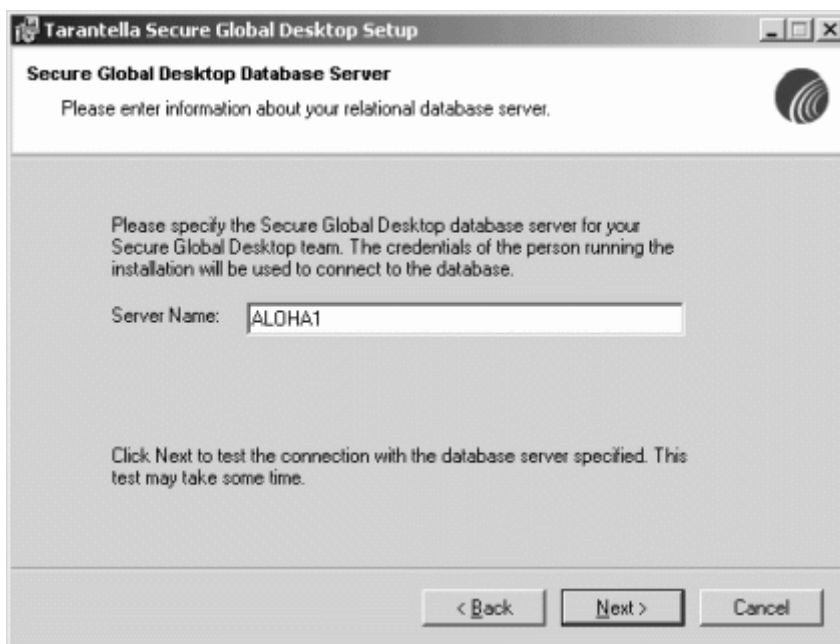 Tarantella Secure Global Desktop Setup
Secure Global Desktop Database Server
Please enter information about your relational database server.
Please specify the Secure Global Desktop database server for your
Secure Global Desktop team. The credentials of the person running the
installation will be used to connect to the database.
Server Name: ALOHA1
Click Next to test the connection with the database server specified. This
test may take some time.
< Back Next > Cancel